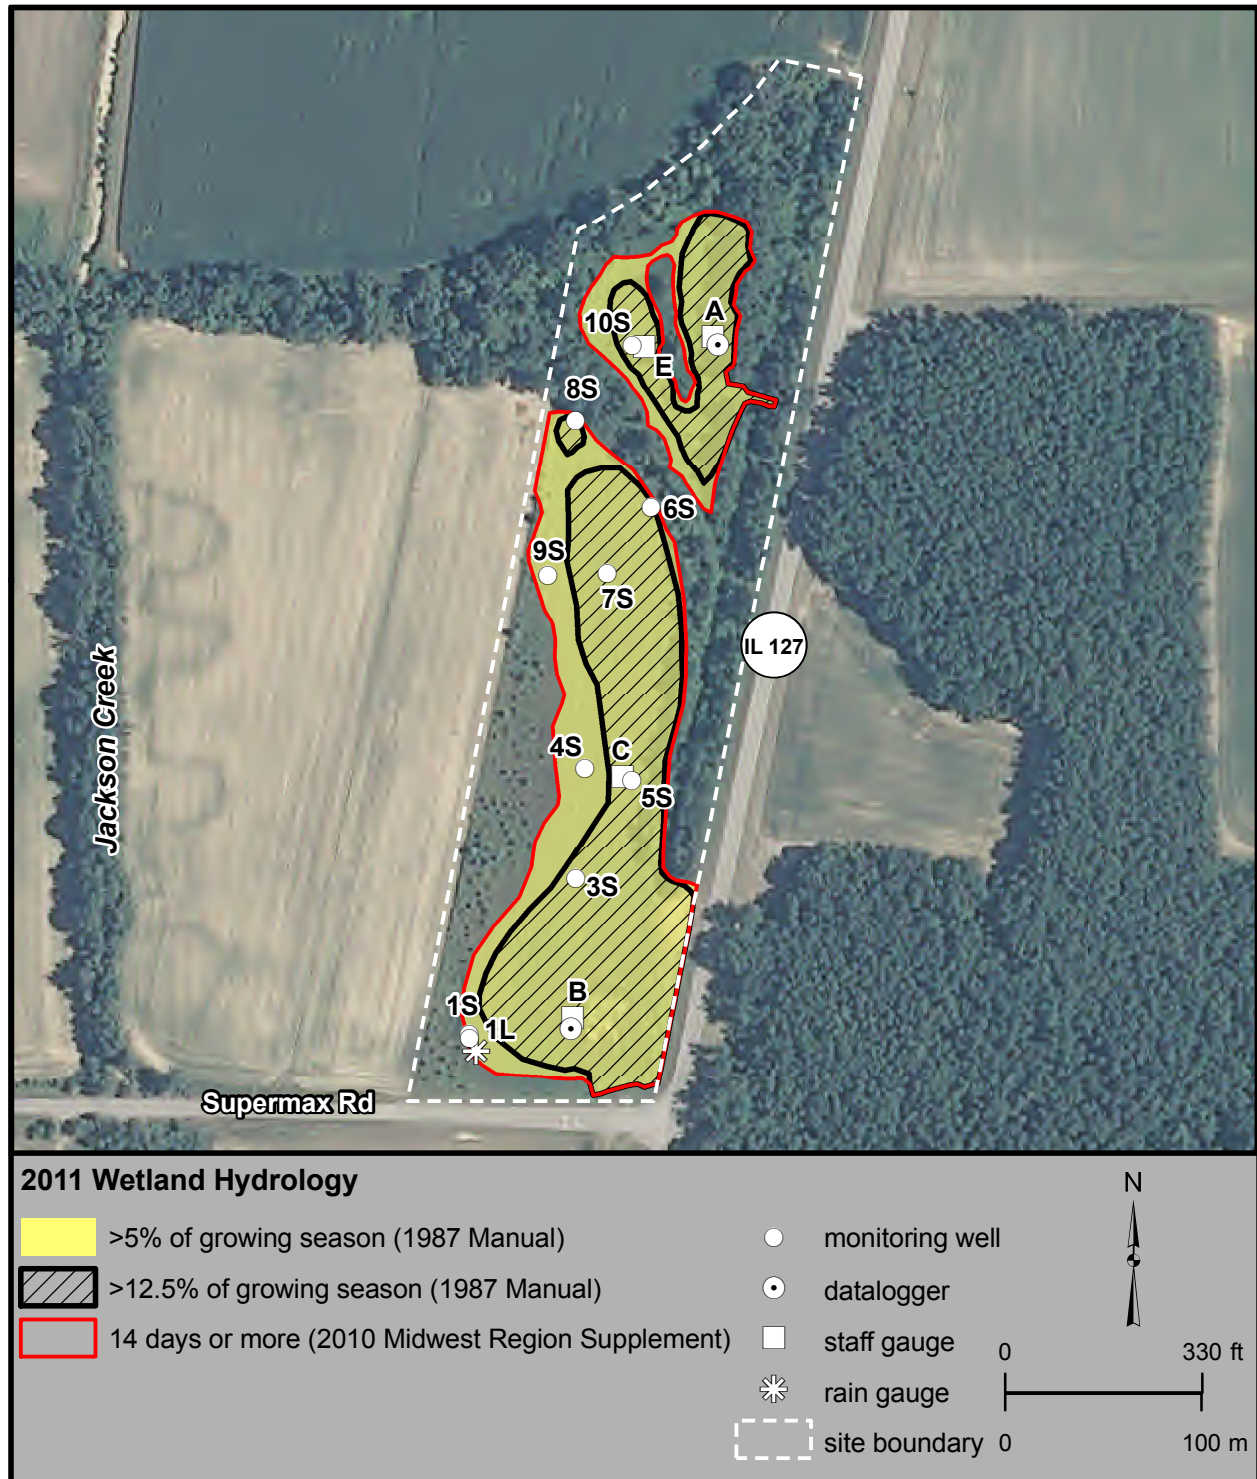 A
10S
E
8S
6S
9S
7S
IL 127
Jackson Creek
4S
C
5S
3S
B
1S
1L
Supermax Rd
2011 Wetland Hydrology
>5% of growing season (1987 Manual)
>12.5% of growing season (1987 Manual)
14 days or more (2010 Midwest Region Supplement)
monitoring well
datalogger
staff gauge
rain gauge
site boundary
N
0 330 ft
0 100 m